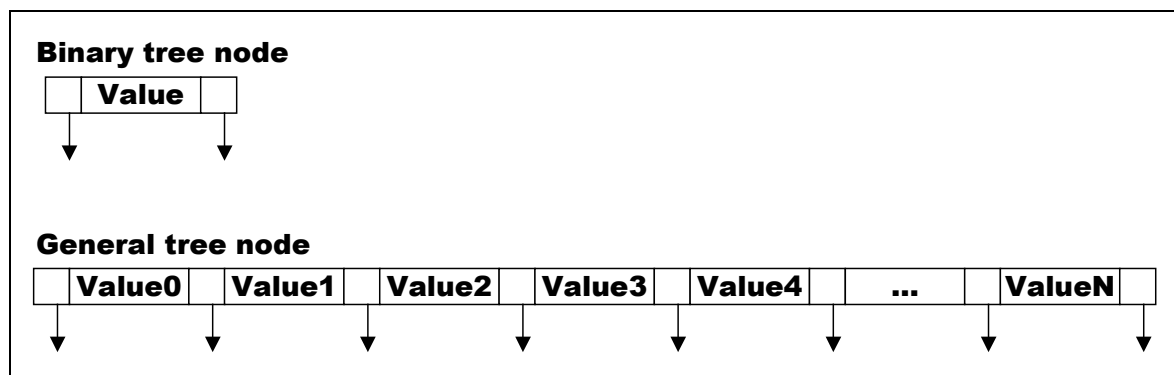 Binary tree node
Value
General tree node
Value0 Value1 Value2 Value3 Value4 ... ValueN